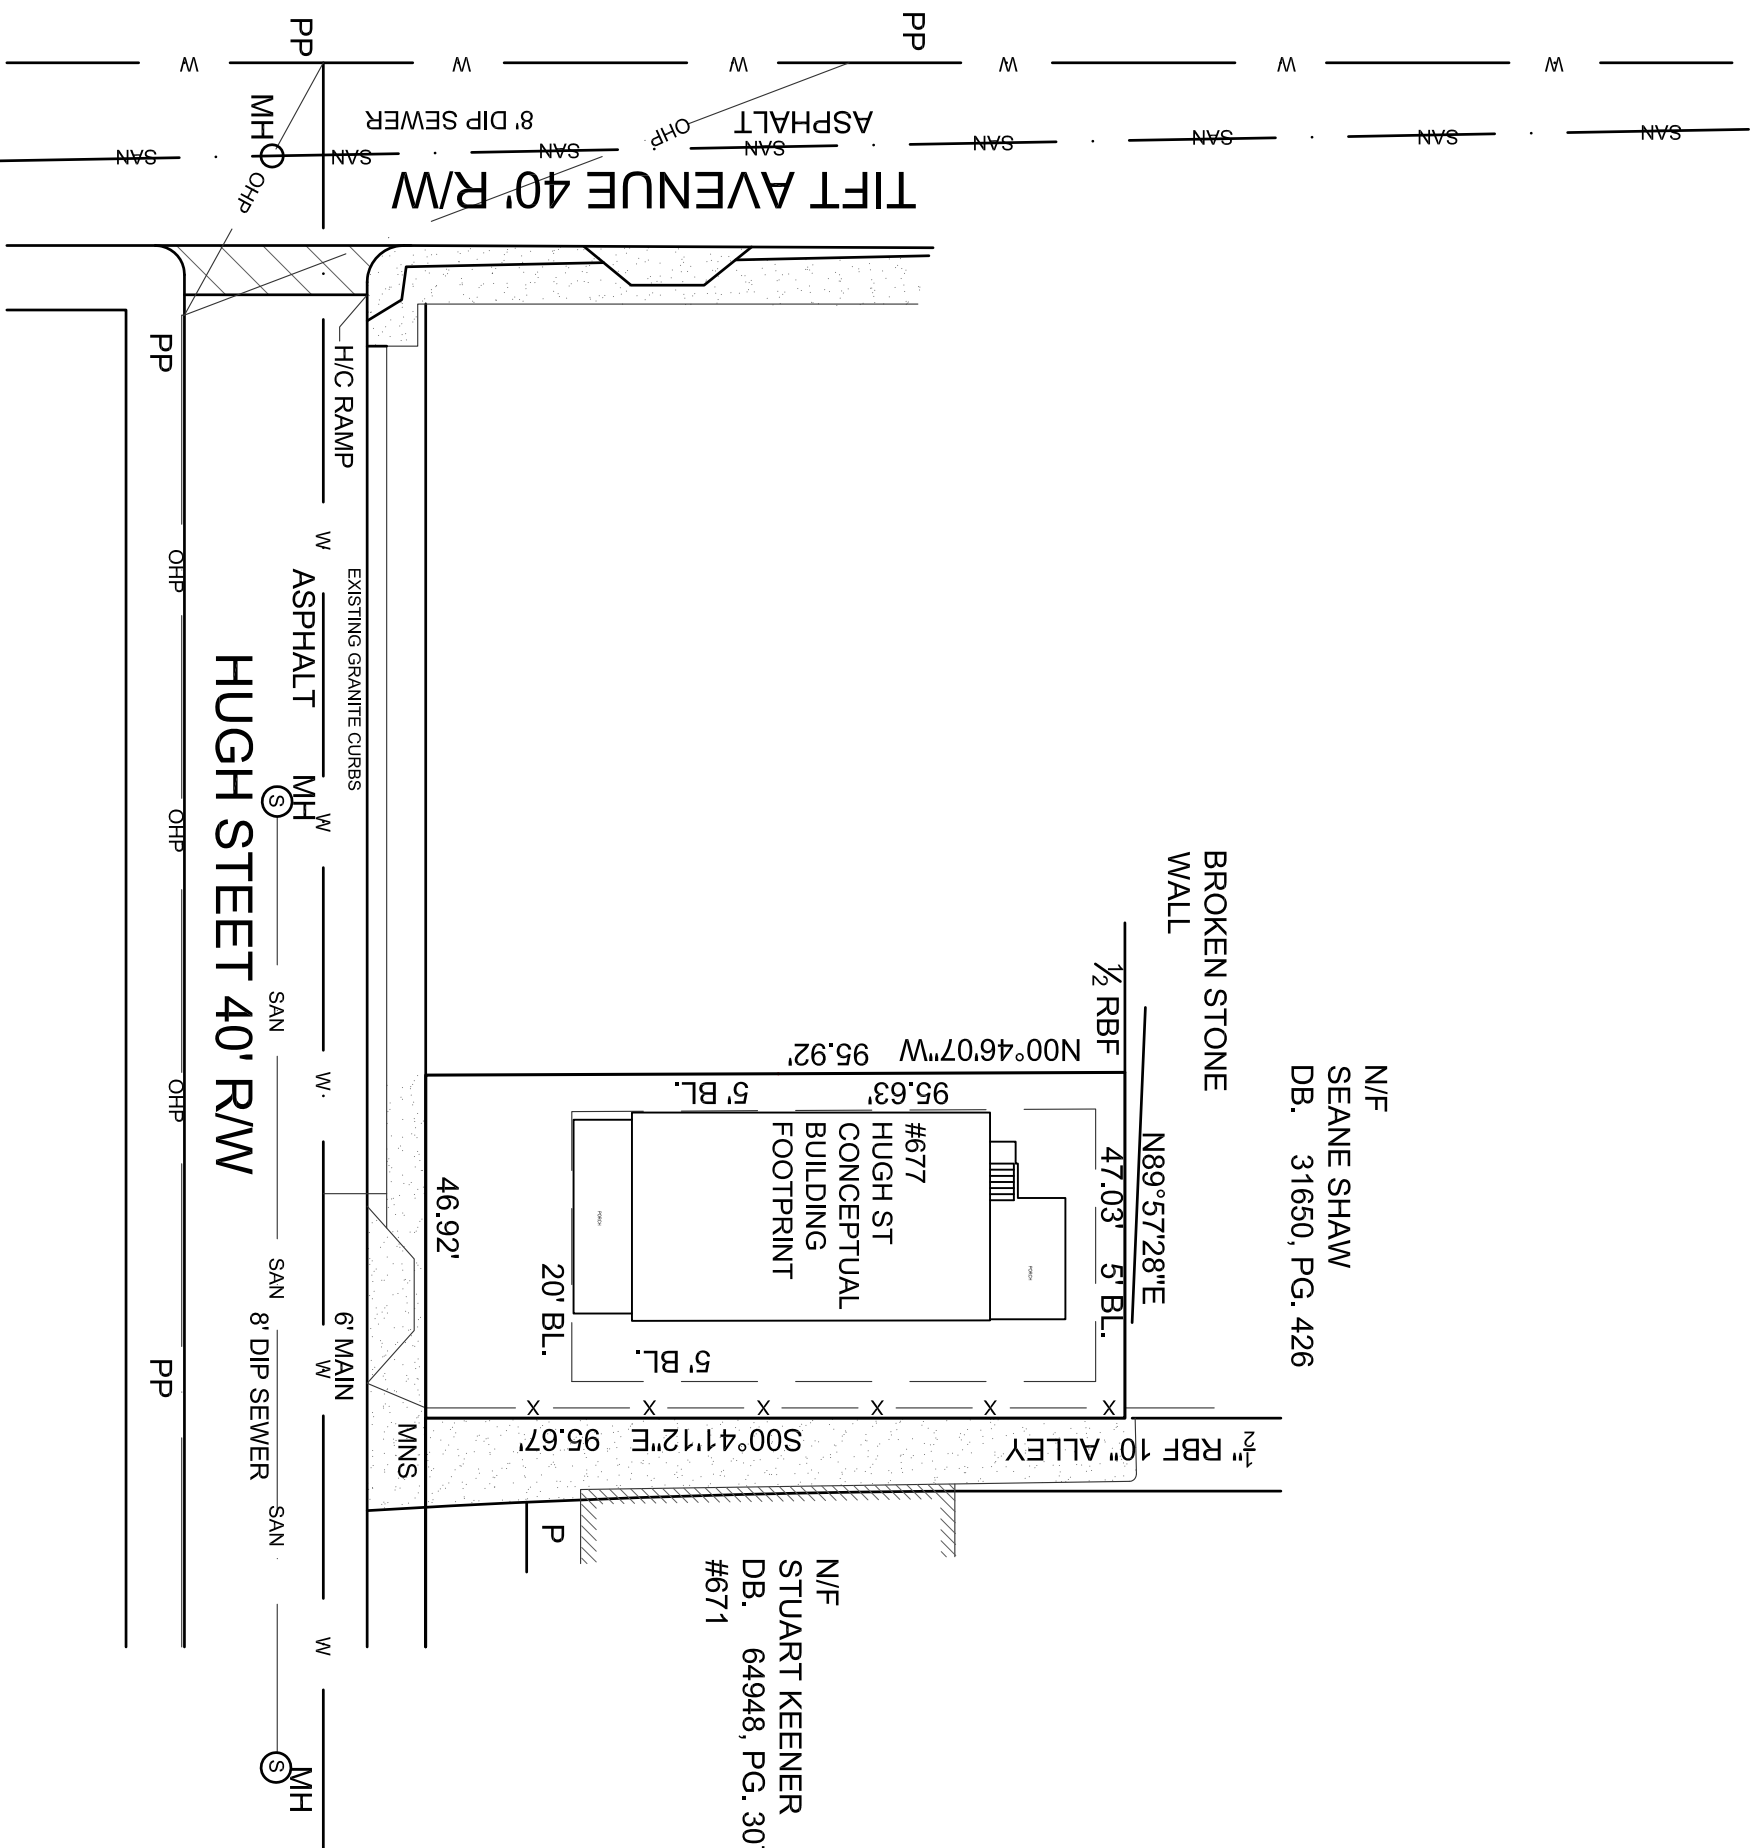 PP
PP
W
W
W
W
W
W
MH
8' DIP SEWER
OHP
ASPHALT
SAN
SAN
SAN
SAN
SAN
SAN
SAN
SAN
OHP
TIFT AVENUE 40' R/W
PP
H/C RAMP
W
EXISTING GRANITE CURBS
ASPHALT
OHP
HUGH STEET 40' R/W
MH
S
W
OHP
SAN
W
OHP
SAN
8' DIP SEWER
6' MAIN
W
PP
SAN
W
S
MH
BROKEN STONE
WALL
½ RBF
N/F
SEANE SHAW
DB. 31650, PG. 426
N00°46'07"W 95.92'
95.63'
5' BL.
N89°57'28"E
47.03' 5' BL.
#677
HUGH ST
CONCEPTUAL
BUILDING
FOOTPRINT
PORCH
PORCH
46.92'
20' BL.
5' BL.
X
X
X
X
X
X
MNS
S00°41'12"E 95.67'
½" RBF 10" ALLEY
P
N/F
STUART KEENER
DB. 64948, PG. 30
#671